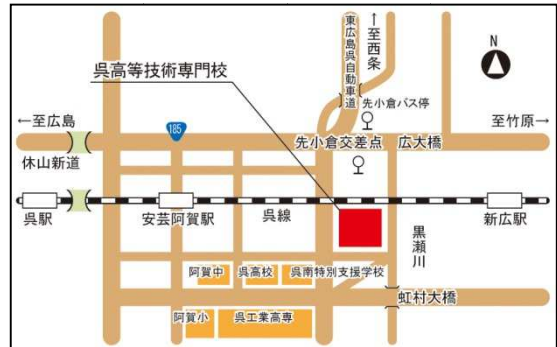 東広島呉自動車道
↑至西条
N
呉高等技術専門校
先小倉バス停
←至広島
185
先小倉交差点
広大橋
至竹原→
休山新道
呉駅
安芸阿賀駅
呉線
新広駅
黒瀬川
阿賀中
呉高校
呉南特別支援学校
虹村大橋
阿賀小
呉工業高専